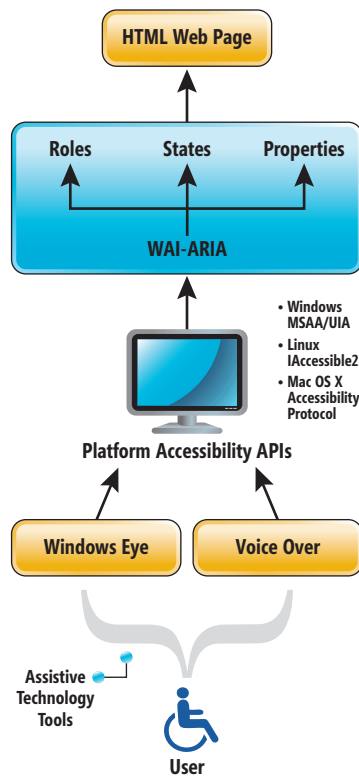 HTML Web Page
Roles
States
Properties
WAI-ARIA
• Windows
MSAA/UIA
• Linux
IAccessible2
• Mac OS X
Accessibility
Protocol
Platform Accessibility APIs
Windows Eye
Voice Over
Assistive
Technology
Tools
User